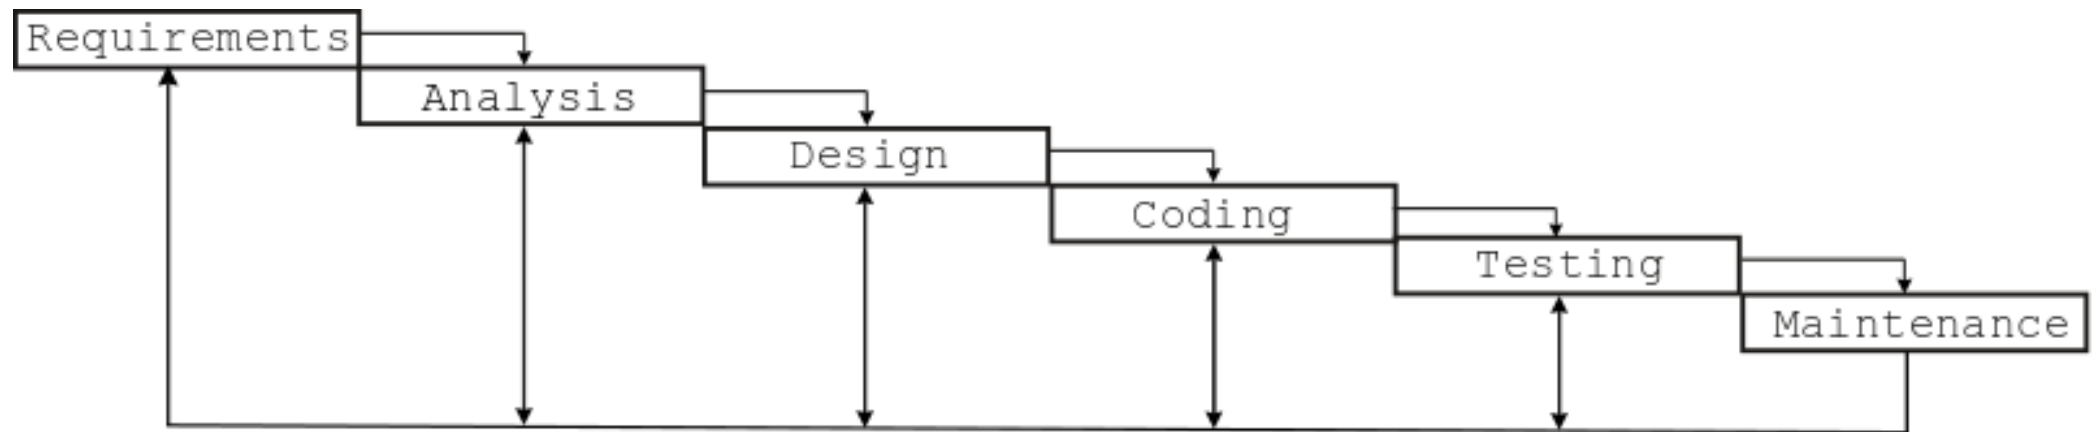 Requirements
Analysis
Design
Coding
Testing
Maintenance